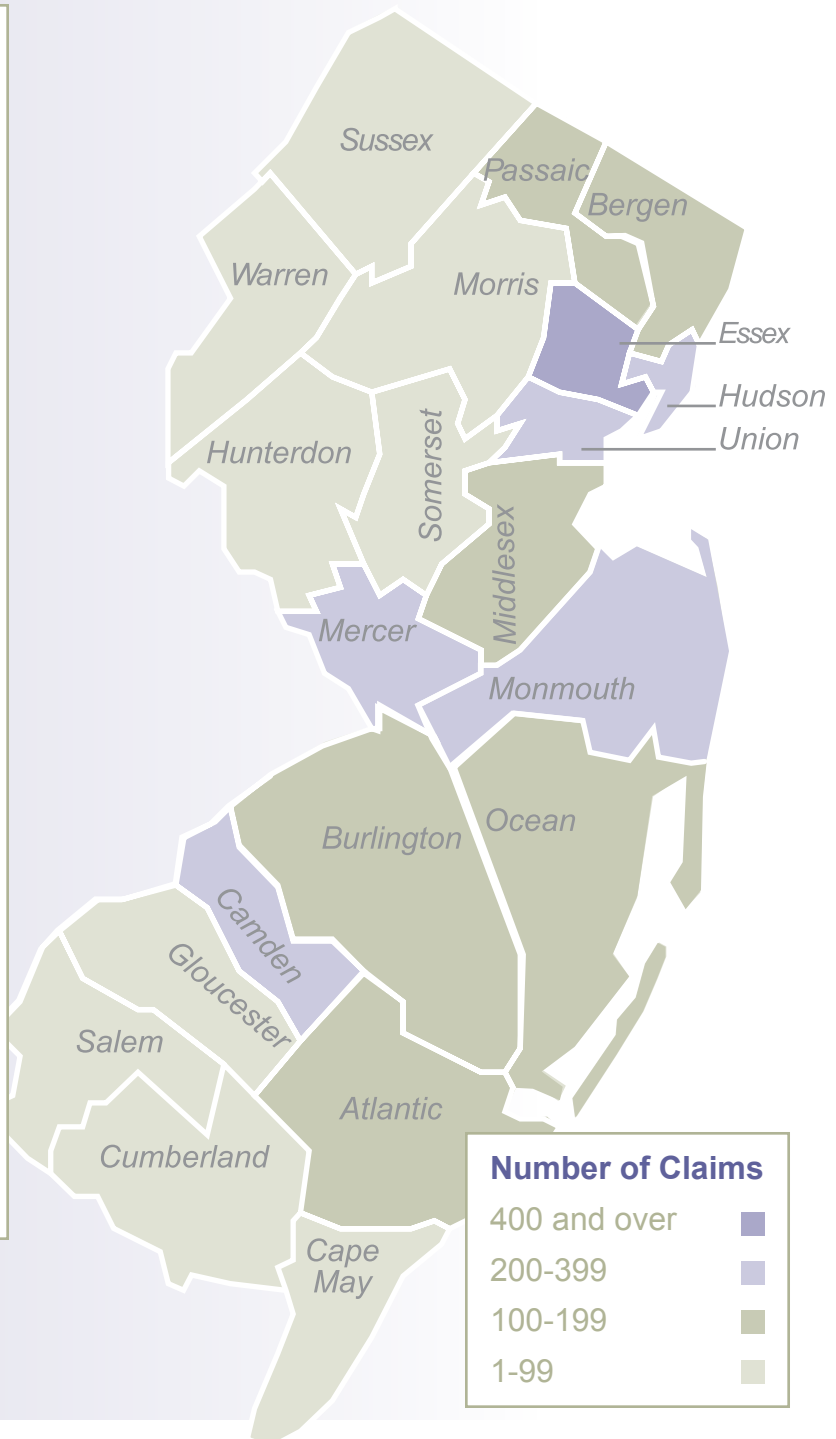 Sussex
Passaic
Bergen
Warren
Morris
Essex
Hudson
Union
Hunterdon
Somerset
Middlesex
Mercer
Monmouth
Ocean
Burlington
Camden
Gloucester
Salem
Atlantic
Cumberland
Cape
May
Number of Claims
400 and over
200-399
100-199
1-99